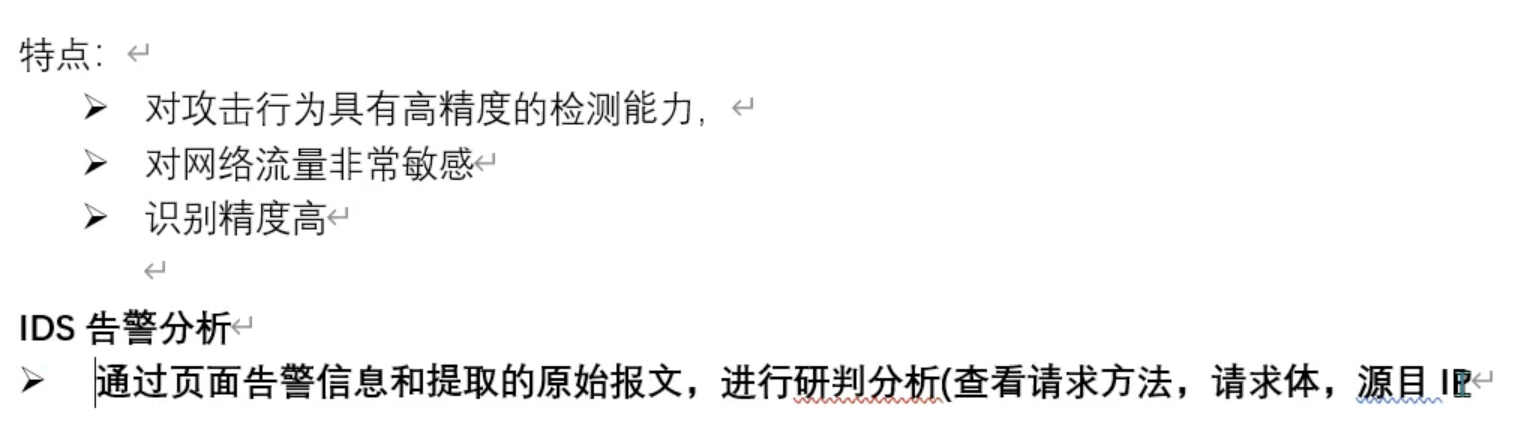 特点：
对攻击行为具有高精度的检测能力，
对网络流量非常敏感
识别精度高
IDS 告警分析
通过页面告警信息和提取的原始报文，进行研判分析(查看请求方法，请求体，源目 IP